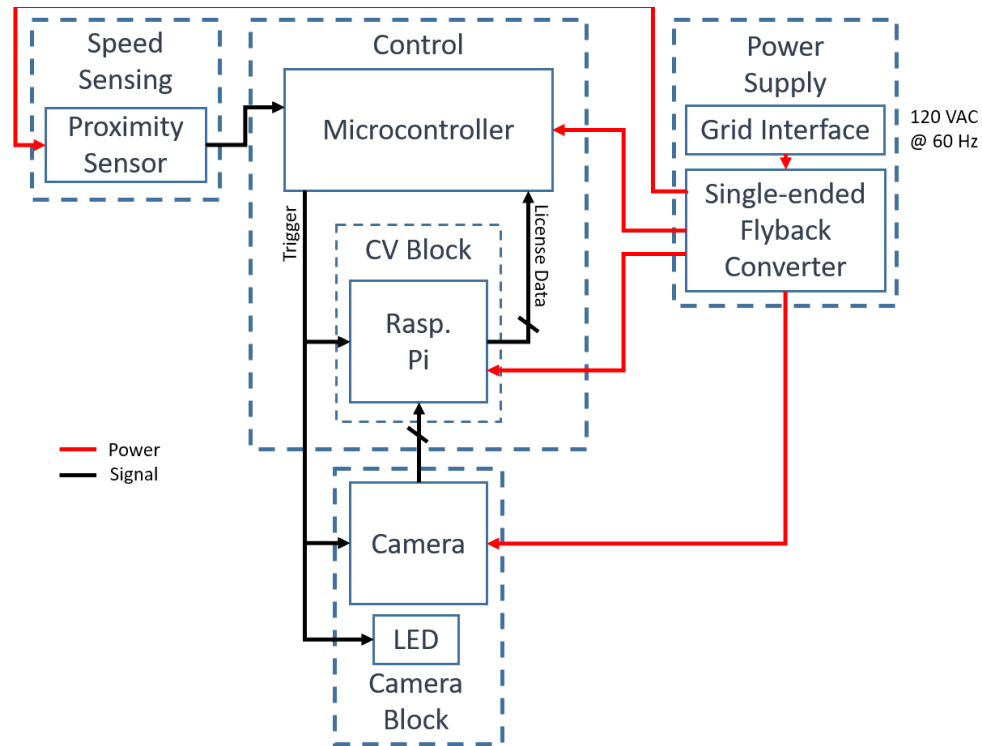 Speed
Sensing
Proximity
Sensor
Control
Microcontroller
Trigger
License Data
CV Block
Rasp.
Pi
Power
Supply
Grid Interface
120 VAC
@ 60 Hz
Single-ended
Flyback
Converter
Power
Signal
Camera
LED
Camera
Block